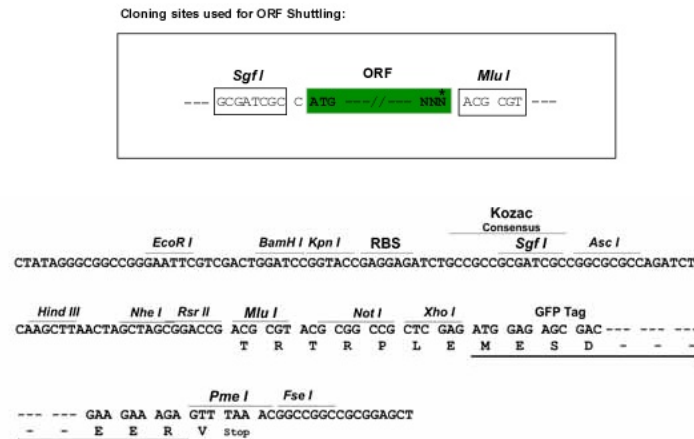 Cloning sites used for ORF Shuttling:
Sgf I ORF Mlu I
--- GCGATCGC C ATG ---//--- NNN* ACG CGT ---
Kozac
Consensus
EcoR I BamH I Kpn I RBS Sgf I Asc I
CTATAGGGCGGCCGGGAATTCGTCGACTGGATCCGGTACCGAGGAGATCTGCCGCCGCGATCGCCGGCGCGCCAGATCT
Hind III Nhe I Rsr II Mlu I Not I Xho I GFP Tag
CAAGCTTAACTAGCTAGCGGACCG ACG CGT ACG CGG CCG CTC GAG ATG GAG AGC GAC --- --- ---
T R T R P L E M E S D - - -
Pme I Fse I
--- --- GAA GAA AGA GTT TAA ACGGCCGGCCGCGGAGCT
- - E E R V Stop